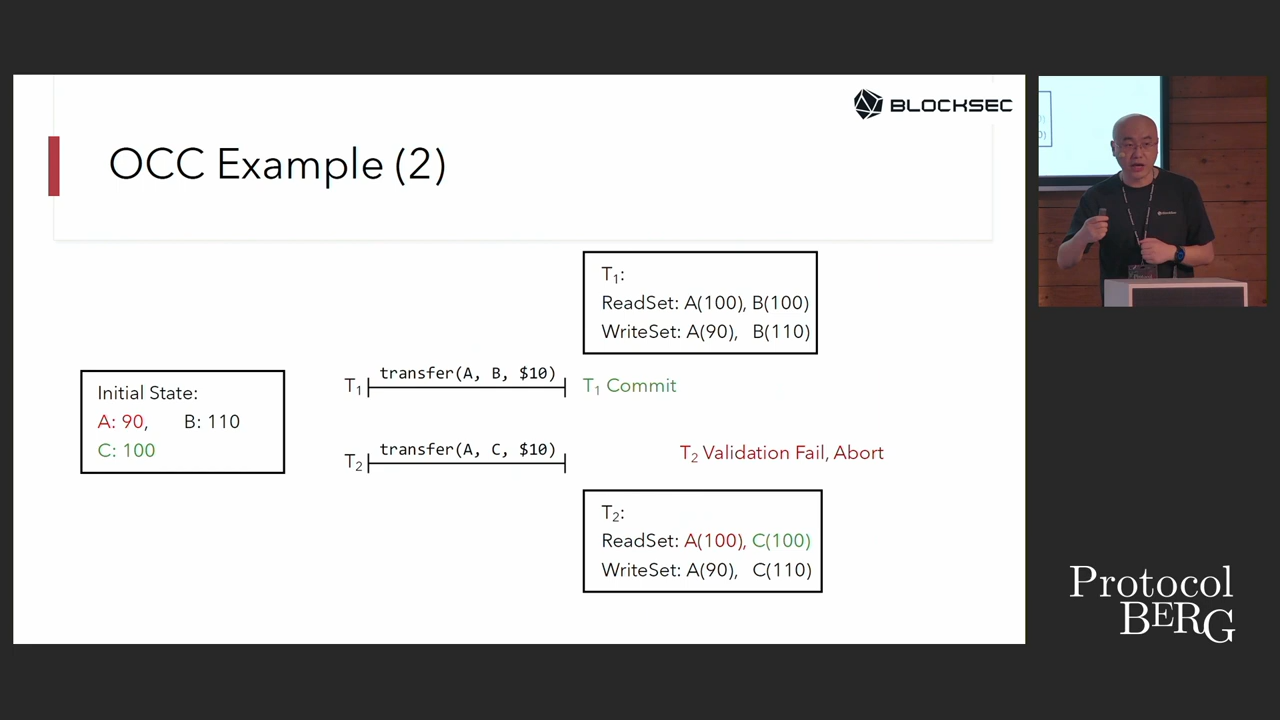 BLOCKSEC
OCC Example (2)
T1:
ReadSet: A(100), B(100)
WriteSet: A(90), B(110)
Initial State:
A: 90, B: 110
C: 100
T1 transfer(A, B, $10) T1 Commit
T2 transfer(A, C, $10) T2 Validation Fail, Abort
T2:
ReadSet: A(100), C(100)
WriteSet: A(90), C(110)
Protocol
BERG